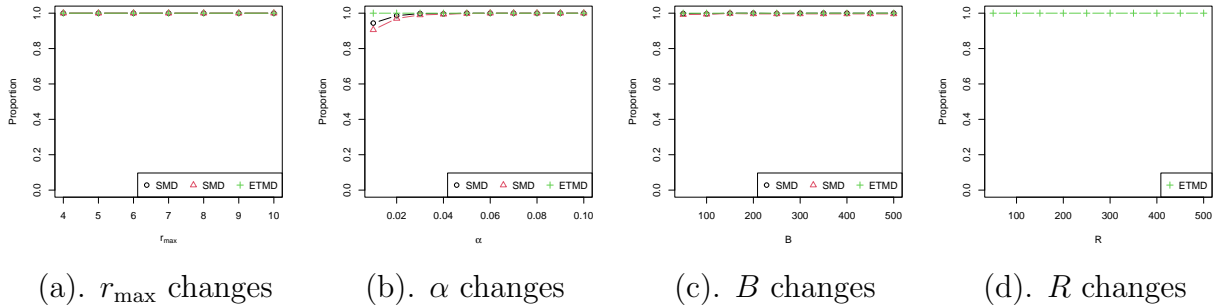 1.0
0.8
0.6
0.4
0.2
0.0
Proportion
4 5 6 7 8 9 10
r_max
SMD SMD ETMD
1.0
0.8
0.6
0.4
0.2
0.0
Proportion
0.02 0.04 0.06 0.08 0.10
α
SMD SMD ETMD
1.0
0.8
0.6
0.4
0.2
0.0
Proportion
100 200 300 400 500
B
SMD SMD ETMD
1.0
0.8
0.6
0.4
0.2
0.0
Proportion
100 200 300 400 500
R
ETMD
(a). r_max changes
(b). α changes
(c). B changes
(d). R changes